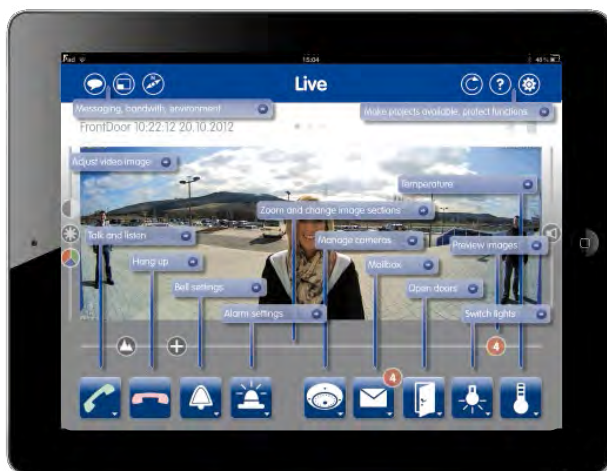 iPad
15:04
48 %
Live
?
Messaging, bandwith, environment
Make projects available, protect functions
FrontDoor 10:22:12 20.10.2012
Adjust video image
Temperature
Zoom and change image sections
Talk and listen
Manage cameras
Preview images
Hang up
Mailbox
Bell settings
Open doors
Alarm settings
Switch lights
4
4